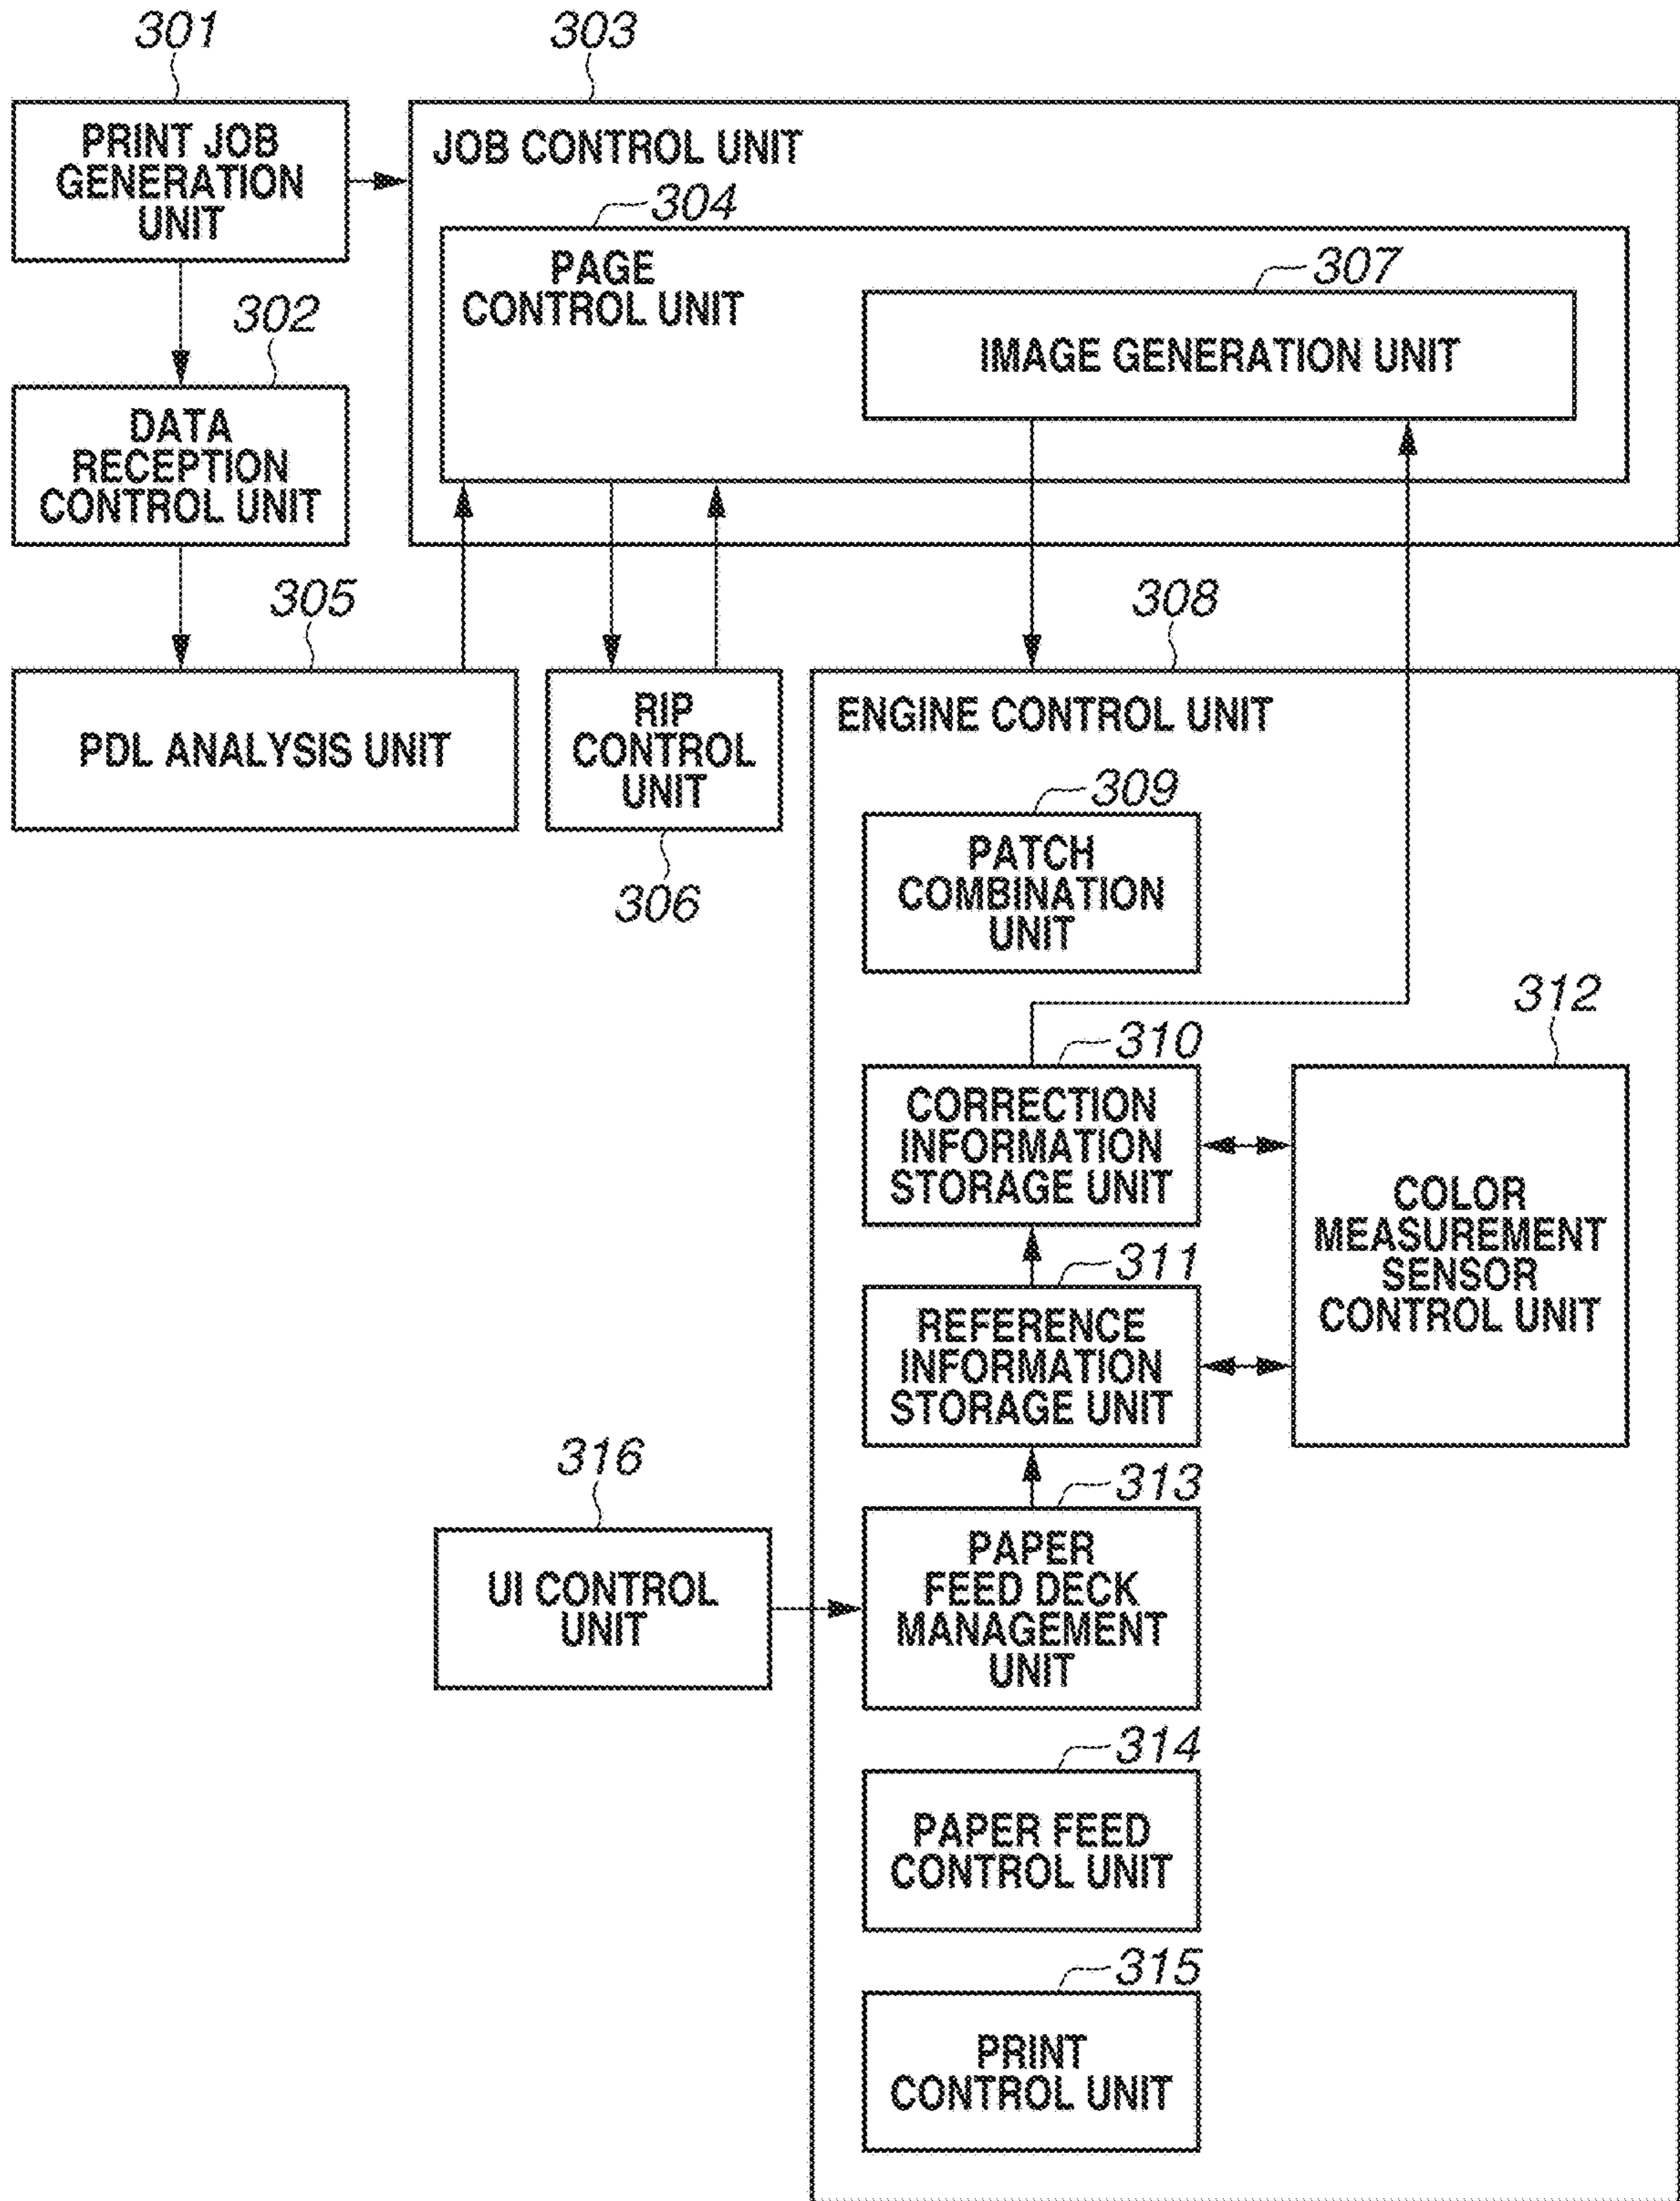 301
303
PRINT JOB
GENERATION
UNIT
JOB CONTROL UNIT
304
PAGE
CONTROL UNIT
307
IMAGE GENERATION UNIT
302
DATA
RECEPTION
CONTROL UNIT
305
PDL ANALYSIS UNIT
RIP
CONTROL
UNIT
306
308
ENGINE CONTROL UNIT
309
PATCH
COMBINATION
UNIT
310
CORRECTION
INFORMATION
STORAGE UNIT
312
COLOR
MEASUREMENT
SENSOR
CONTROL UNIT
311
REFERENCE
INFORMATION
STORAGE UNIT
316
UI CONTROL
UNIT
313
PAPER
FEED DECK
MANAGEMENT
UNIT
314
PAPER FEED
CONTROL UNIT
315
PRINT
CONTROL UNIT